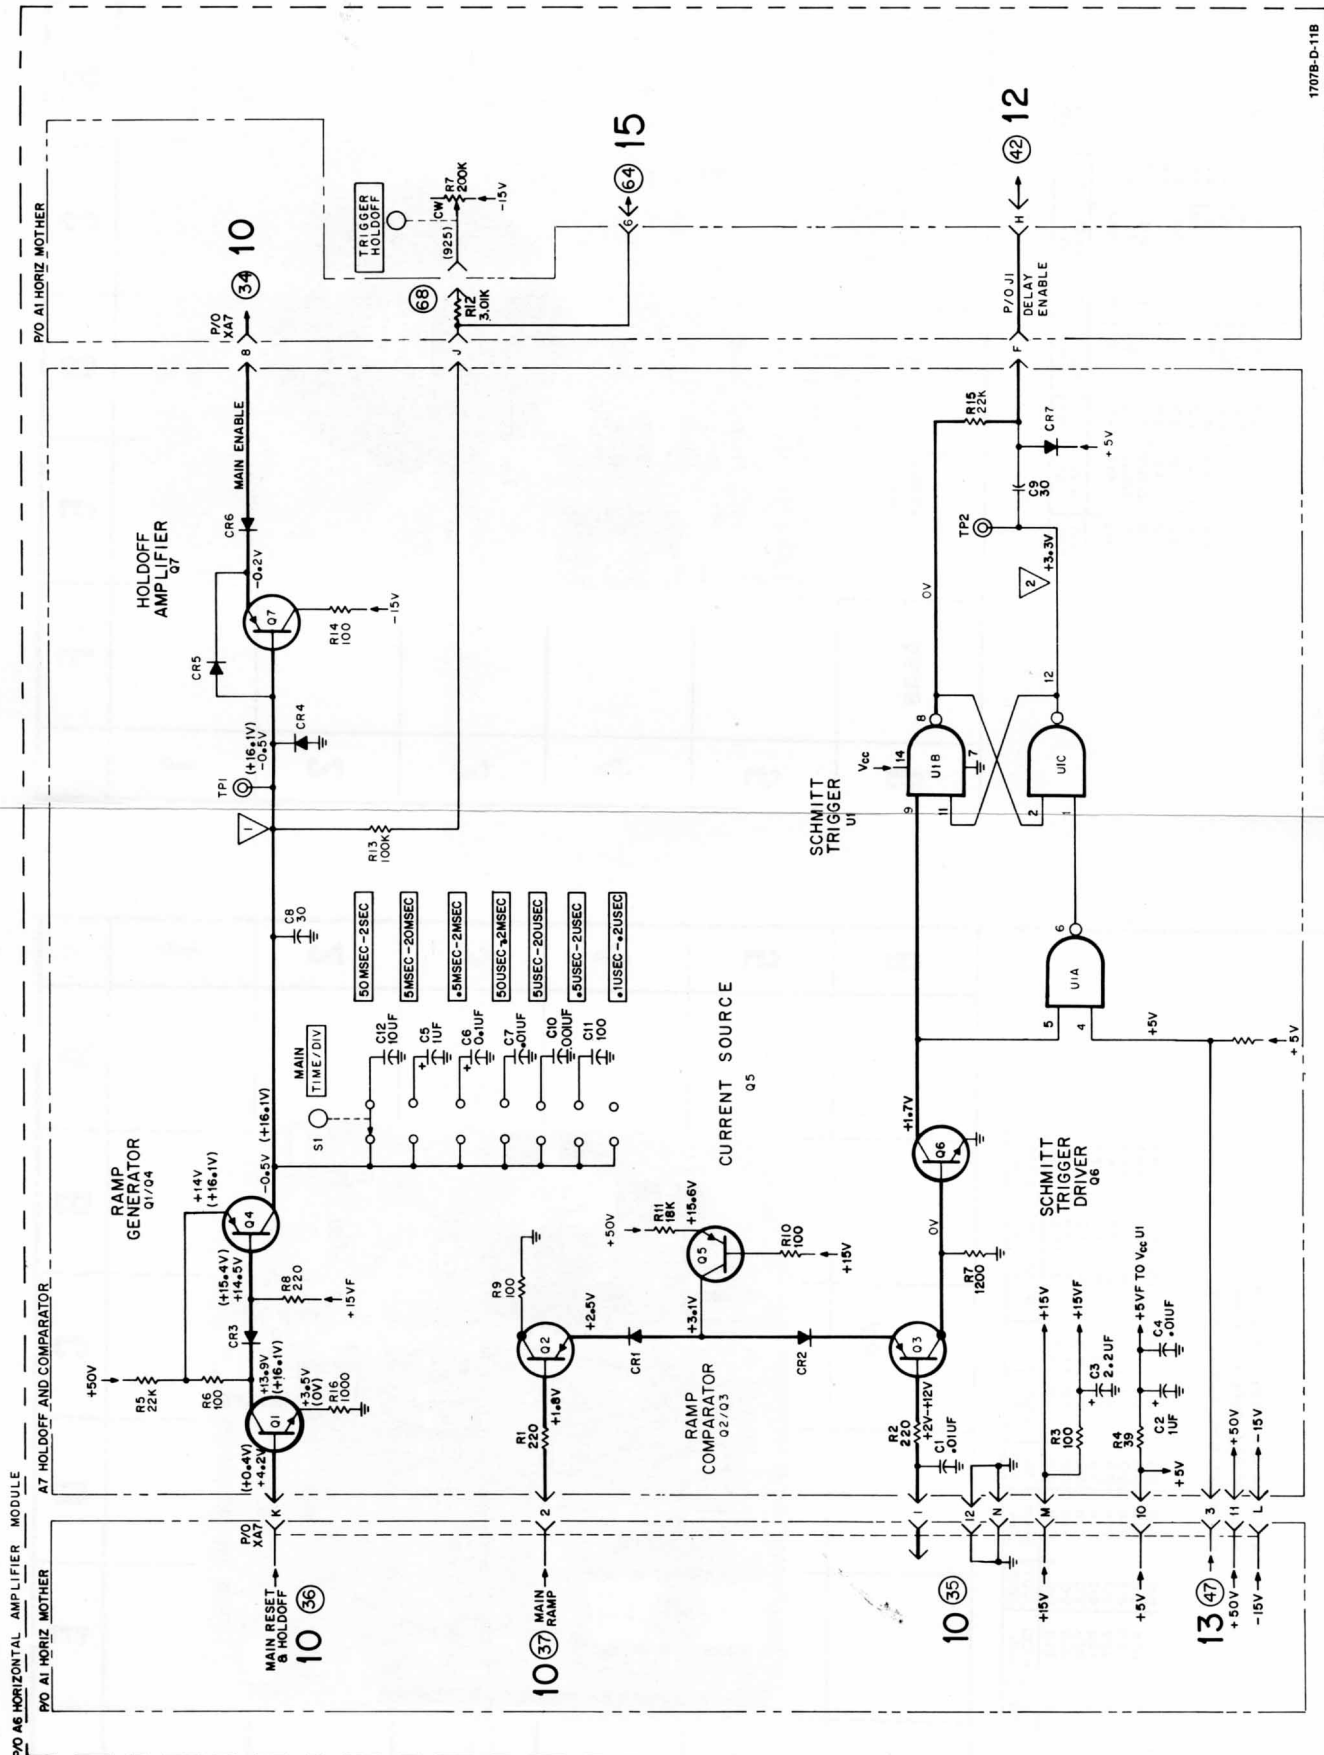 P/O A6 HORIZONTAL AMPLIFIER MODULE
P/O A1 HORIZ MOTHER
A7 HOLDOFF AND COMPARATOR
P/O A1 HORIZ MOTHER
MAIN RESET
& HOLDOFF
10 36
P/O
XA7
K
(+0.4V)
+4.2V
Q1
+50V
R5
22K
R6
100
+13.9V
(+16.1V)
+3.5V
(0V)
R16
1000
CR3
(+15.4V)
+14.5V
R8
220
+15VF
RAMP
GENERATOR
Q1/Q4
+14V
(+16.1V)
Q4
-0.5V (+16.1V)
S1
MAIN
TIME/DIV
C12
10UF
50MSEC-2SEC
+
C5
1UF
5MSEC-20MSEC
+
C6
0.1UF
.5MSEC-2MSEC
C7
.01UF
50USEC-.2MSEC
C10
.001UF
5USEC-20USEC
C11
100
.5USEC-2USEC
.1USEC-.2USEC
C8
30
1
R13
100K
TP1
(+16.1V)
-0.5V
CR4
CR5
HOLDOFF
AMPLIFIER
Q7
Q7
-0.2V
R14
100
-15V
CR6
MAIN ENABLE
8
P/O
XA7
34 10
J
68
R12
3.01K
(925)
TRIGGER
HOLDOFF
CW
R7
200K
-15V
6
64 15
10 37 MAIN
RAMP
2
R1
220
+1.8V
Q2
R9
100
+2.5V
CR1
+3.1V
CR2
RAMP
COMPARATOR
Q2/Q3
Q5
+50V
R11
18K
+15.6V
R10
100
+15V
CURRENT SOURCE
Q5
10 35
1
C1
.01UF
R2
220
+2V-+12V
Q3
0V
R7
1200
Q6
+1.7V
SCHMITT
TRIGGER
DRIVER
Q6
SCHMITT
TRIGGER
U1
5
4
U1A
6
+5V
+5V
9
11
Vcc
14
U1B
8
7
2
1
U1C
12
0V
2
+3.3V
TP2
C9
30
R15
22K
CR7
+5V
F
P/O J1
DELAY
ENABLE
H
42 12
12
N
+15V
M
R3
100
+
C3
2.2UF
+15V
+15VF
+5V
10
+5V
R4
39
+
C2
1UF
C4
.01UF
+5VF TO Vcc U1
13 47
3
+50V
11
+50V
-15V
L
-15V
1707B-D-11B